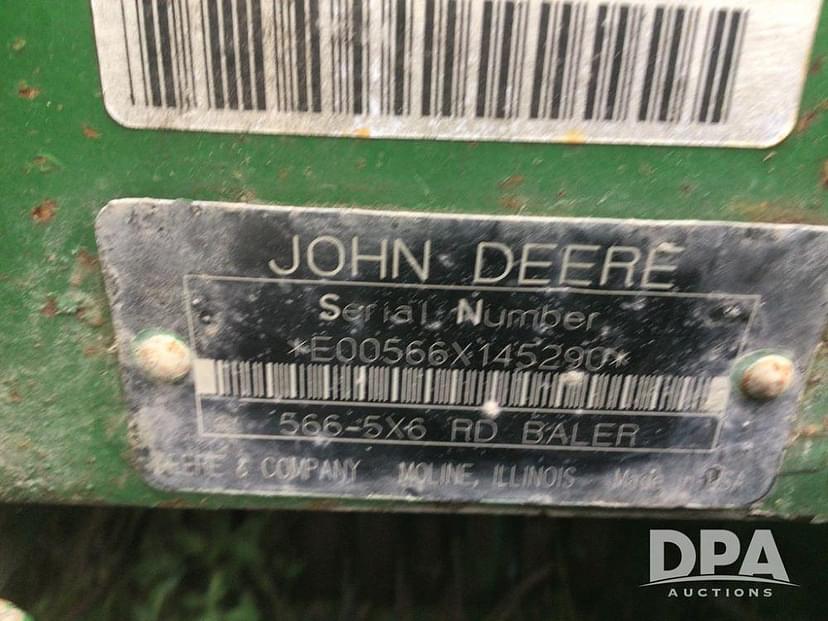 JOHN DEERE
Serial Number
*E00566X145290*
566-5X6 RD BALER
DEERE & COMPANY MOLINE, ILLINOIS Made in USA
DPA
AUCTIONS